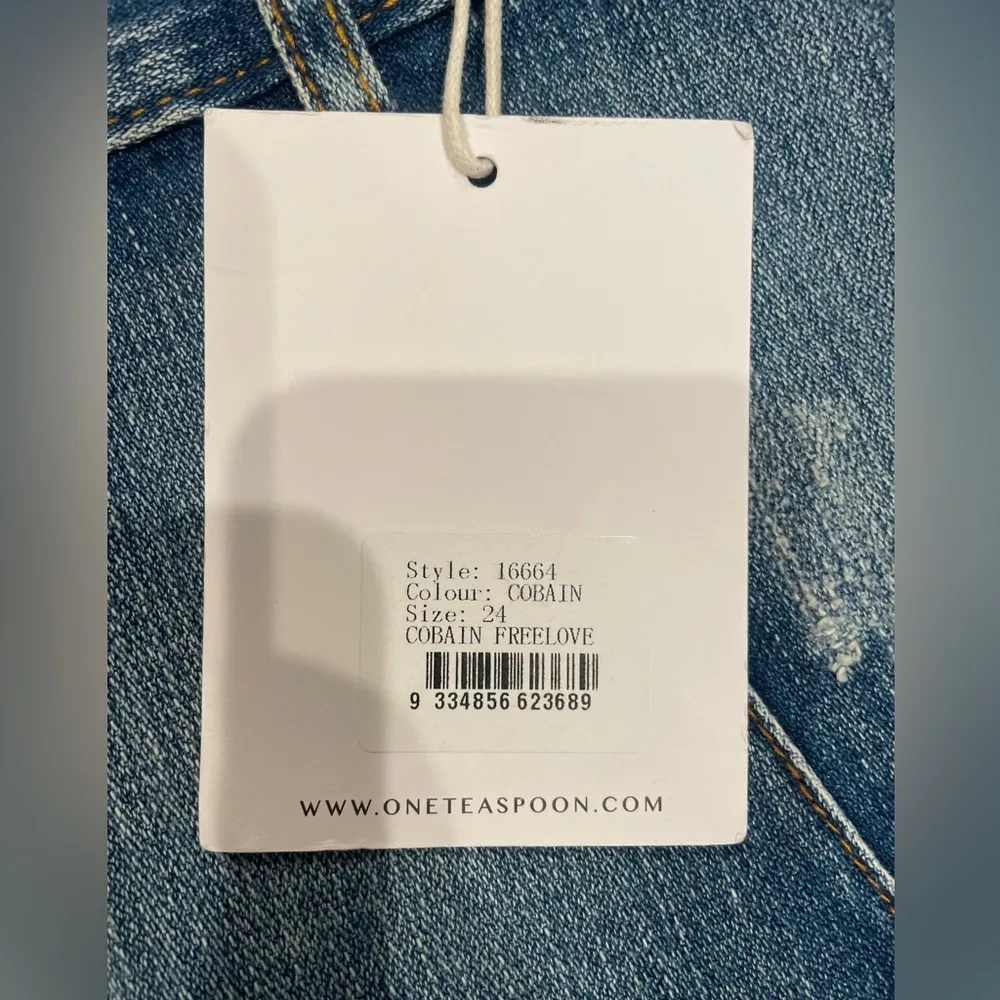 Style: 16664
Colour: COBAIN
Size: 24
COBAIN FREELOVE
9 334856 623689
WWW.ONETEASPOON.COM